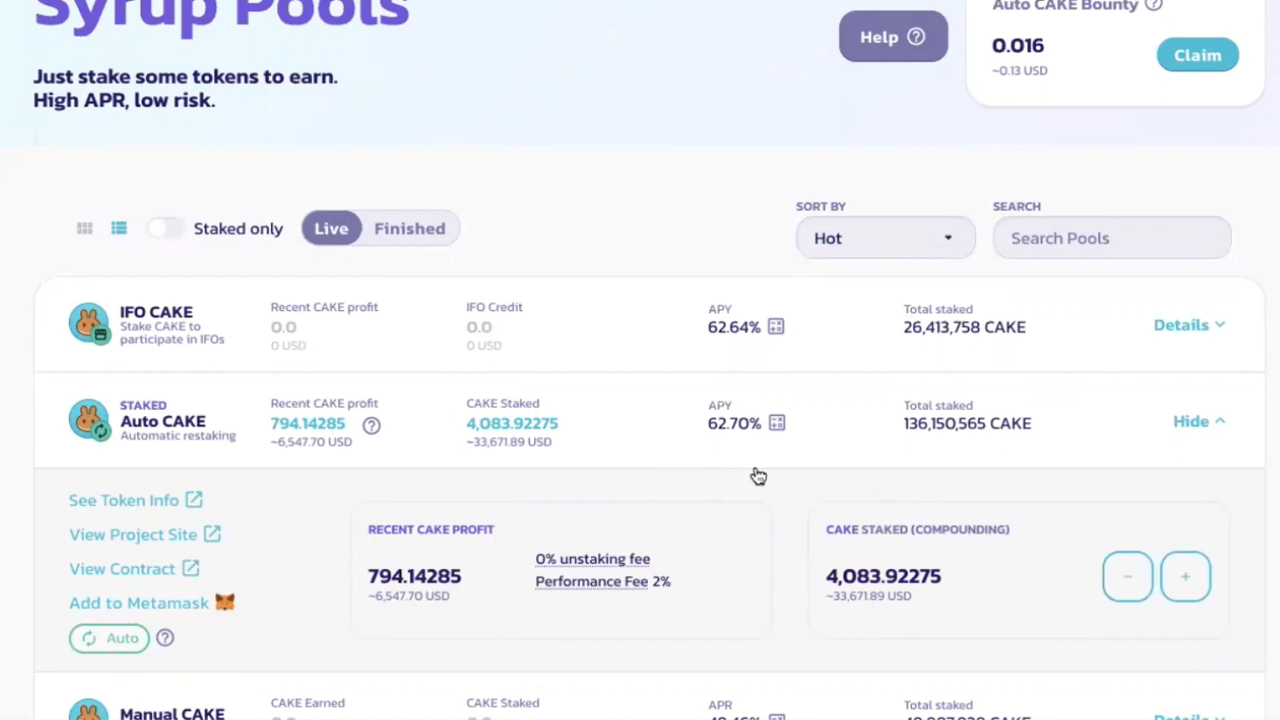 Syrup Pools
Just stake some tokens to earn.
High APR, low risk.
Help
Auto CAKE Bounty
0.016
~0.13 USD
Claim
Staked only
Live
Finished
SORT BY
Hot
SEARCH
Search Pools
IFO CAKE
Stake CAKE to
participate in IFOs
Recent CAKE profit
0.0
0 USD
IFO Credit
0.0
0 USD
APY
62.64%
Total staked
26,413,758 CAKE
Details
STAKED
Auto CAKE
Automatic restaking
Recent CAKE profit
794.14285
~6,547.70 USD
CAKE Staked
4,083.92275
~33,671.89 USD
APY
62.70%
Total staked
136,150,565 CAKE
Hide
See Token Info
View Project Site
View Contract
Add to Metamask
Auto
RECENT CAKE PROFIT
794.14285
~6,547.70 USD
0% unstaking fee
Performance Fee 2%
CAKE STAKED (COMPOUNDING)
4,083.92275
~33,671.89 USD
Manual CAKE
CAKE Earned
CAKE Staked
APR
Total staked